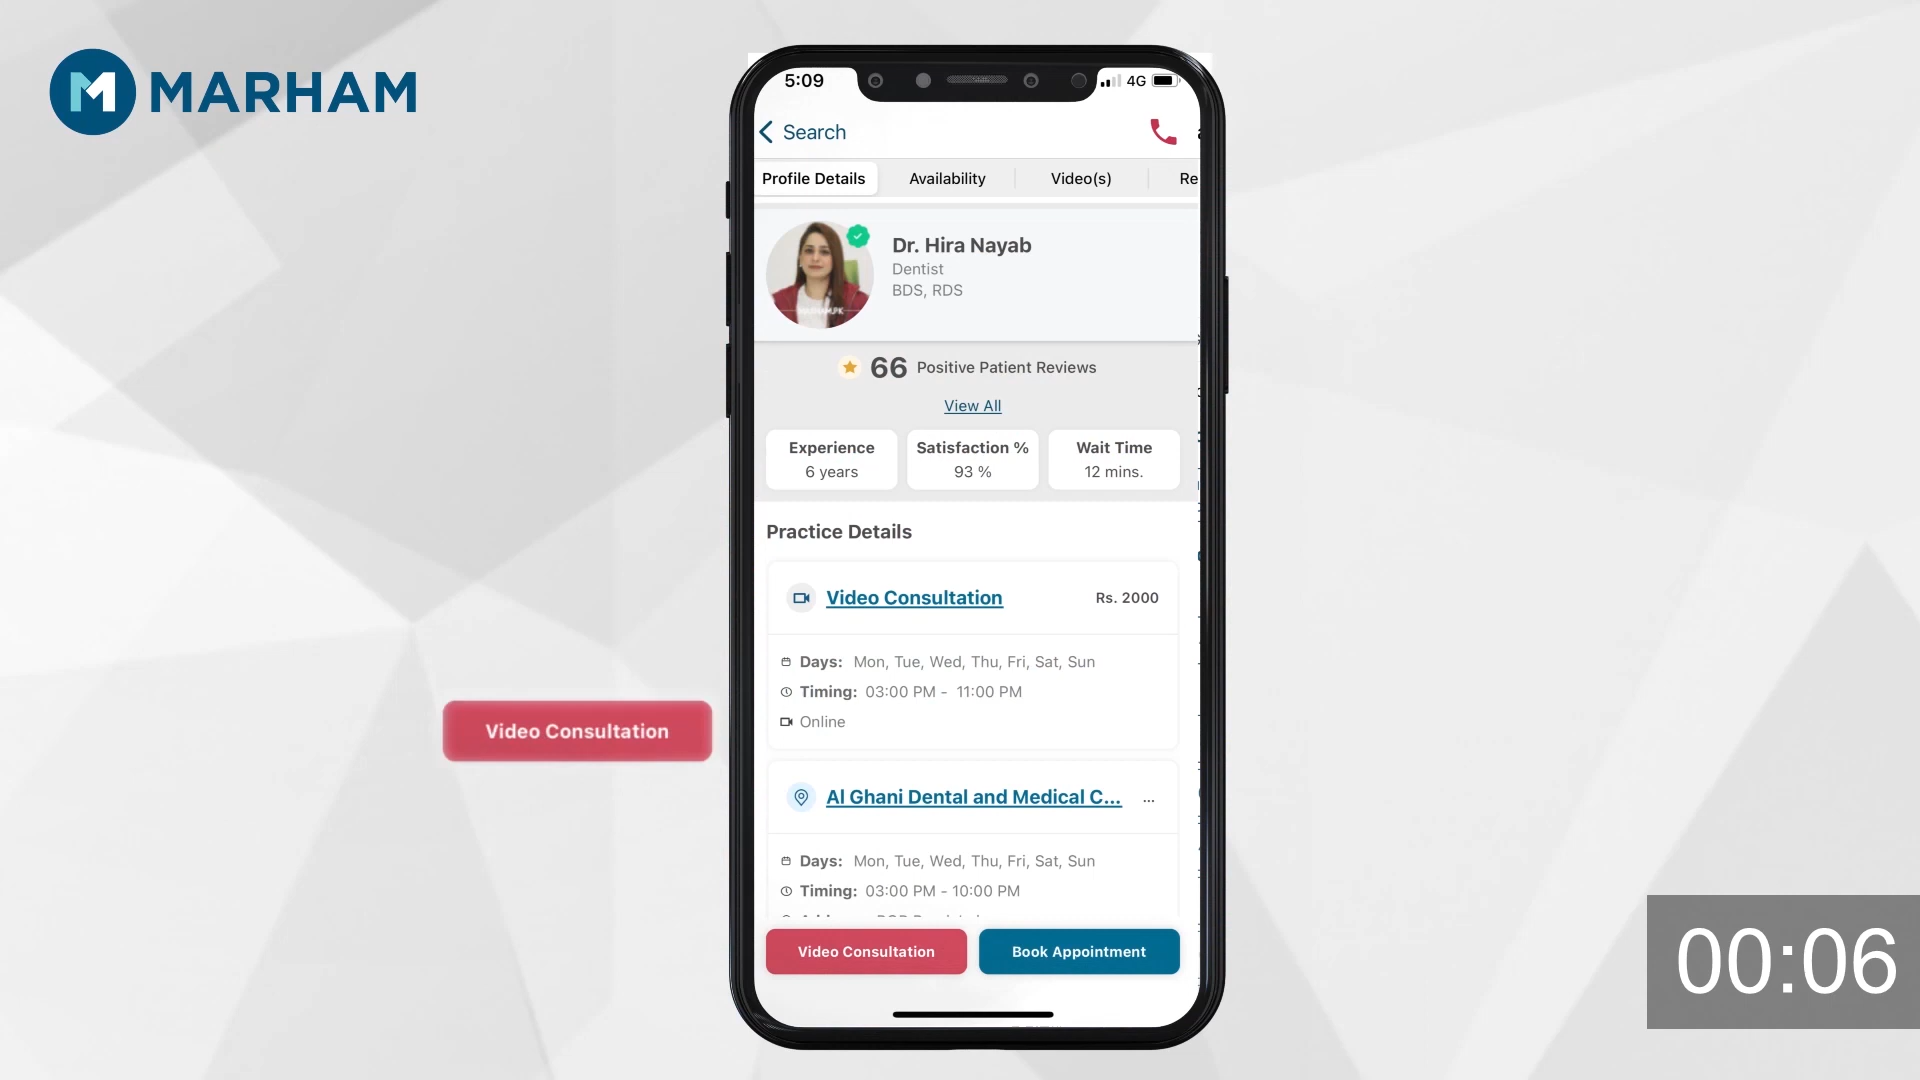 MARHAM
5:09
4G
Search
Profile Details
Availability
Video(s)
Re
Dr. Hira Nayab
Dentist
BDS, RDS
66 Positive Patient Reviews
View All
Experience
6 years
Satisfaction %
93 %
Wait Time
12 mins.
Practice Details
Video Consultation
Rs. 2000
Days: Mon, Tue, Wed, Thu, Fri, Sat, Sun
Timing: 03:00 PM - 11:00 PM
Online
Video Consultation
Al Ghani Dental and Medical C...
...
Days: Mon, Tue, Wed, Thu, Fri, Sat, Sun
Timing: 03:00 PM - 10:00 PM
Video Consultation
Book Appointment
00:06